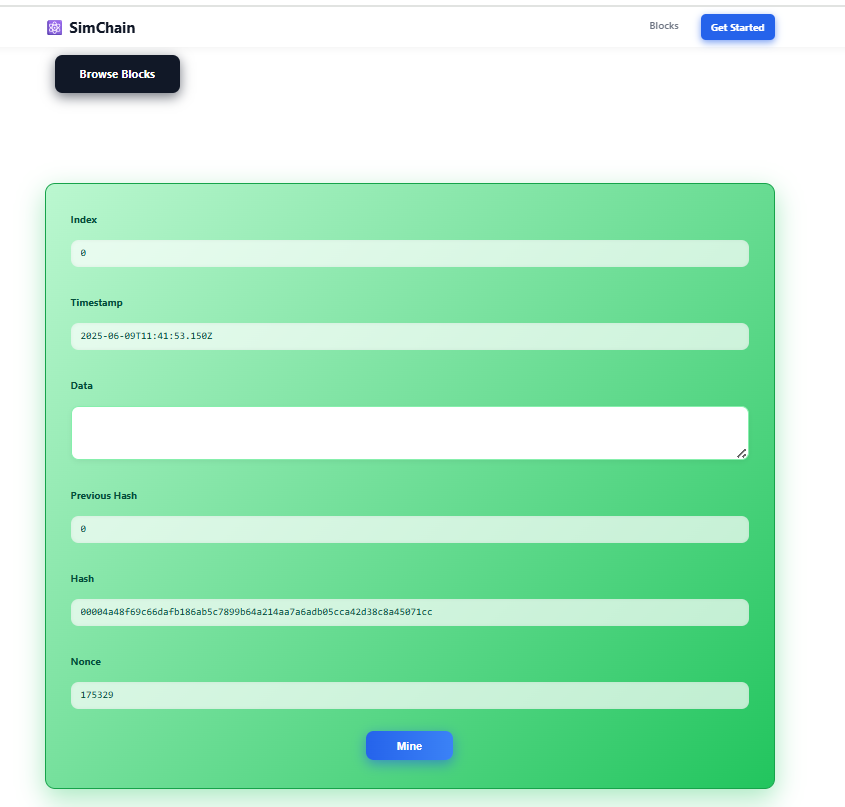 SimChain
Blocks
Get Started
Browse Blocks
Index
0
Timestamp
2025-06-09T11:41:53.150Z
Data
Previous Hash
0
Hash
00004a48f69c66dafb186ab5c7899b64a214aa7a6adb05cca42d38c8a45071cc
Nonce
175329
Mine